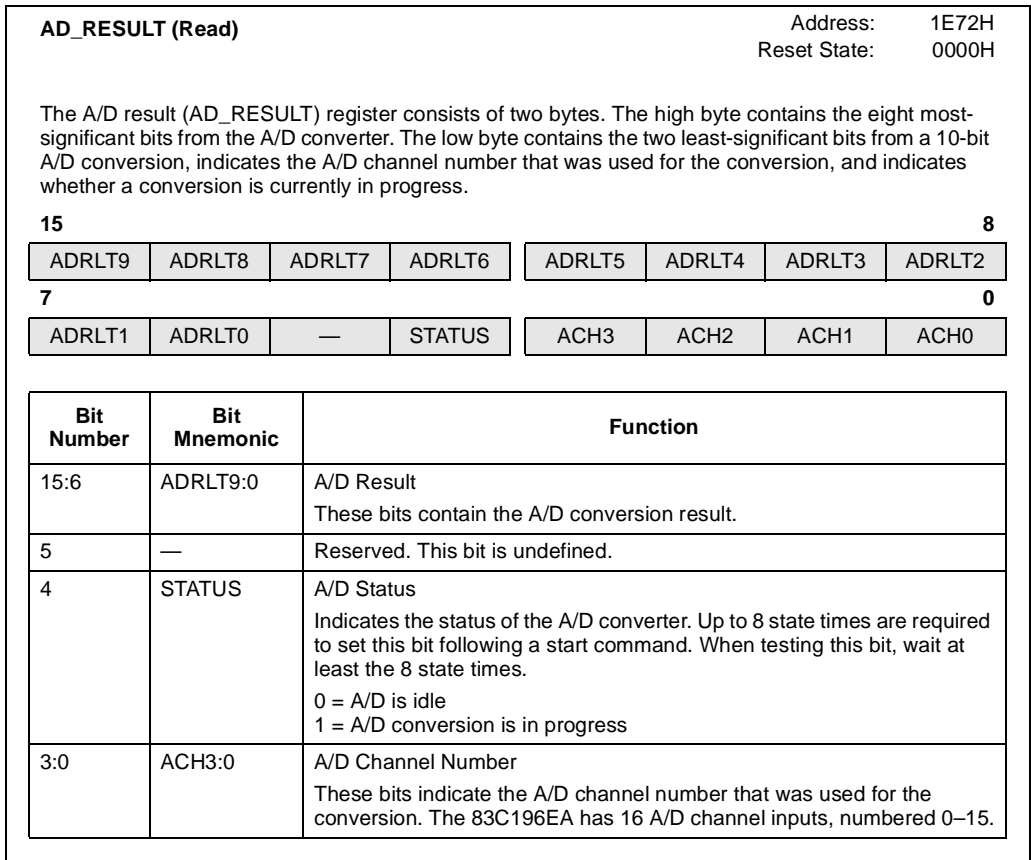 AD_RESULT (Read) Address: 1E72H
Reset State: 0000H
The A/D result (AD_RESULT) register consists of two bytes. The high byte contains the eight most-
significant bits from the A/D converter. The low byte contains the two least-significant bits from a 10-bit
A/D conversion, indicates the A/D channel number that was used for the conversion, and indicates
whether a conversion is currently in progress.
15 8
ADRLT9 ADRLT8 ADRLT7 ADRLT6 ADRLT5 ADRLT4 ADRLT3 ADRLT2
7 0
ADRLT1 ADRLT0 — STATUS ACH3 ACH2 ACH1 ACH0
Bit Number Bit Mnemonic Function
15:6 ADRLT9:0 A/D Result
These bits contain the A/D conversion result.
5 — Reserved. This bit is undefined.
4 STATUS A/D Status
Indicates the status of the A/D converter. Up to 8 state times are required
to set this bit following a start command. When testing this bit, wait at
least the 8 state times.
0 = A/D is idle
1 = A/D conversion is in progress
3:0 ACH3:0 A/D Channel Number
These bits indicate the A/D channel number that was used for the
conversion. The 83C196EA has 16 A/D channel inputs, numbered 0–15.